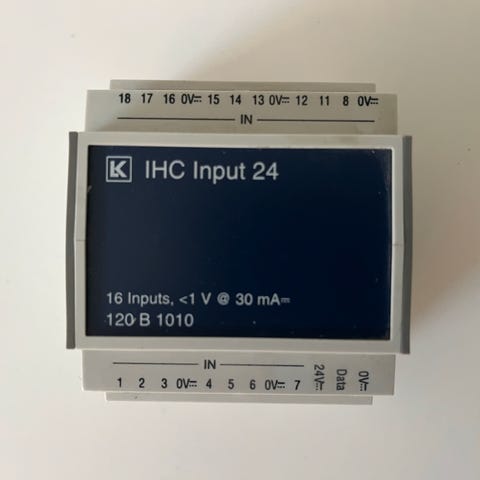 18 17 16 0V⎓ 15 14 13 0V⎓ 12 11 8 0V⎓
IN
LK IHC Input 24
16 Inputs, <1 V @ 30 mA⎓
120 B 1010
IN
1 2 3 0V⎓ 4 5 6 0V⎓ 7 24V⎓ Data 0V⎓